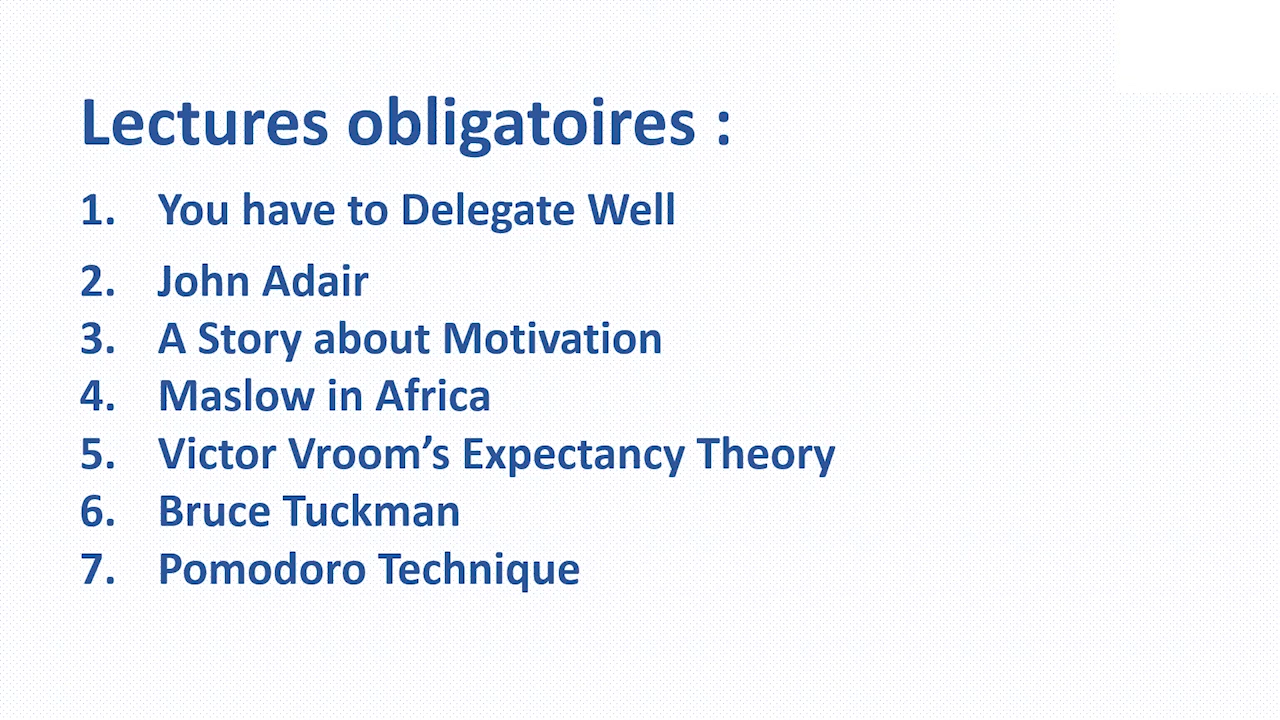 Lectures obligatoires :
1. You have to Delegate Well
2. John Adair
3. A Story about Motivation
4. Maslow in Africa
5. Victor Vroom’s Expectancy Theory
6. Bruce Tuckman
7. Pomodoro Technique